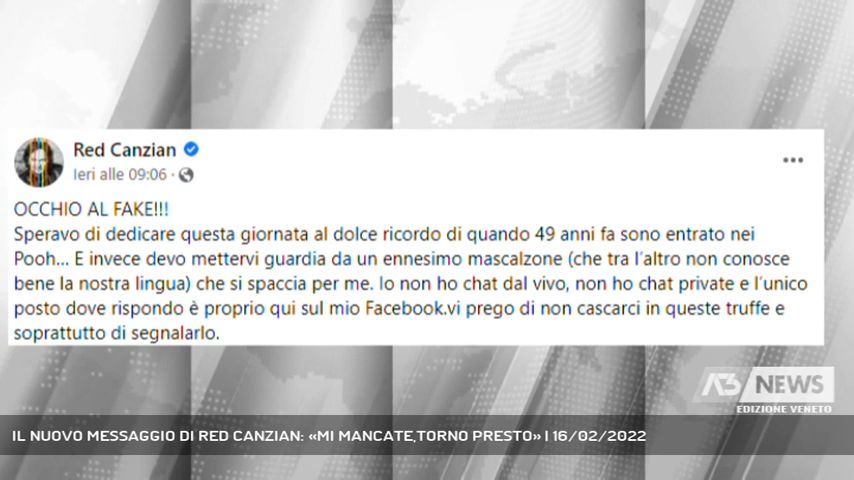 Red Canzian
Ieri alle 09:06 ·
OCCHIO AL FAKE!!!
Speravo di dedicare questa giornata al dolce ricordo di quando 49 anni fa sono entrato nei
Pooh... E invece devo mettervi guardia da un ennesimo mascalzone (che tra l'altro non conosce
bene la nostra lingua) che si spaccia per me. Io non ho chat dal vivo, non ho chat private e l'unico
posto dove rispondo è proprio qui sul mio Facebook.vi prego di non cascarci in queste truffe e
soprattutto di segnalarlo.
A3 NEWS
EDIZIONE VENETO
IL NUOVO MESSAGGIO DI RED CANZIAN: «MI MANCATE,TORNO PRESTO» | 16/02/2022